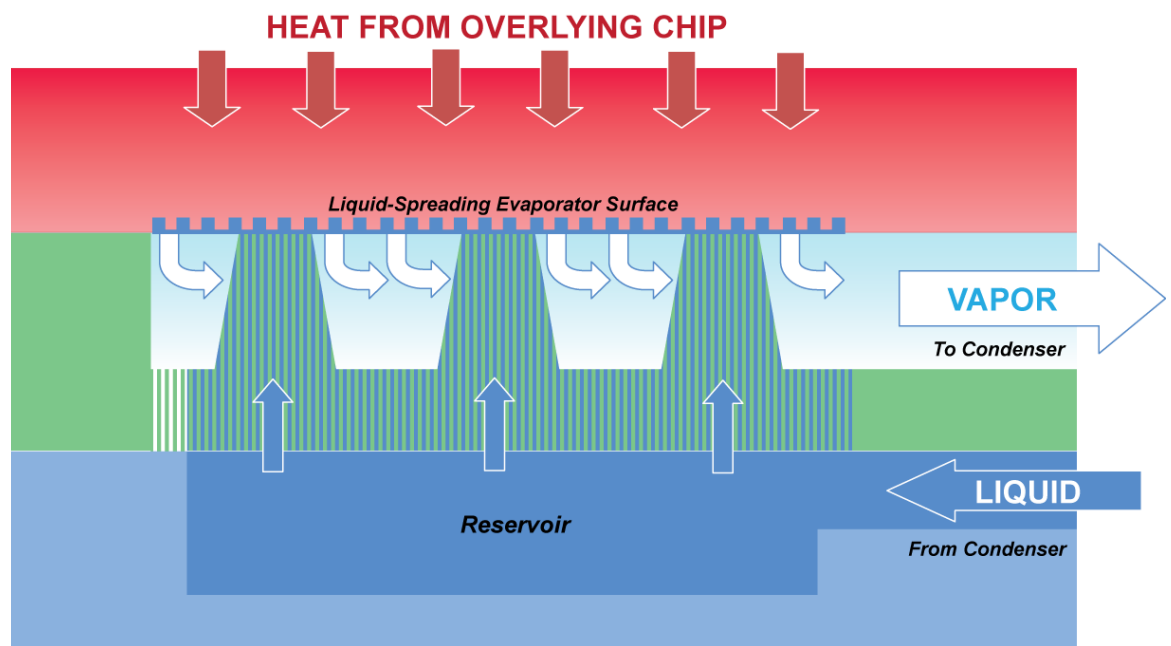 HEAT FROM OVERLYING CHIP
Liquid-Spreading Evaporator Surface
VAPOR
To Condenser
LIQUID
Reservoir
From Condenser